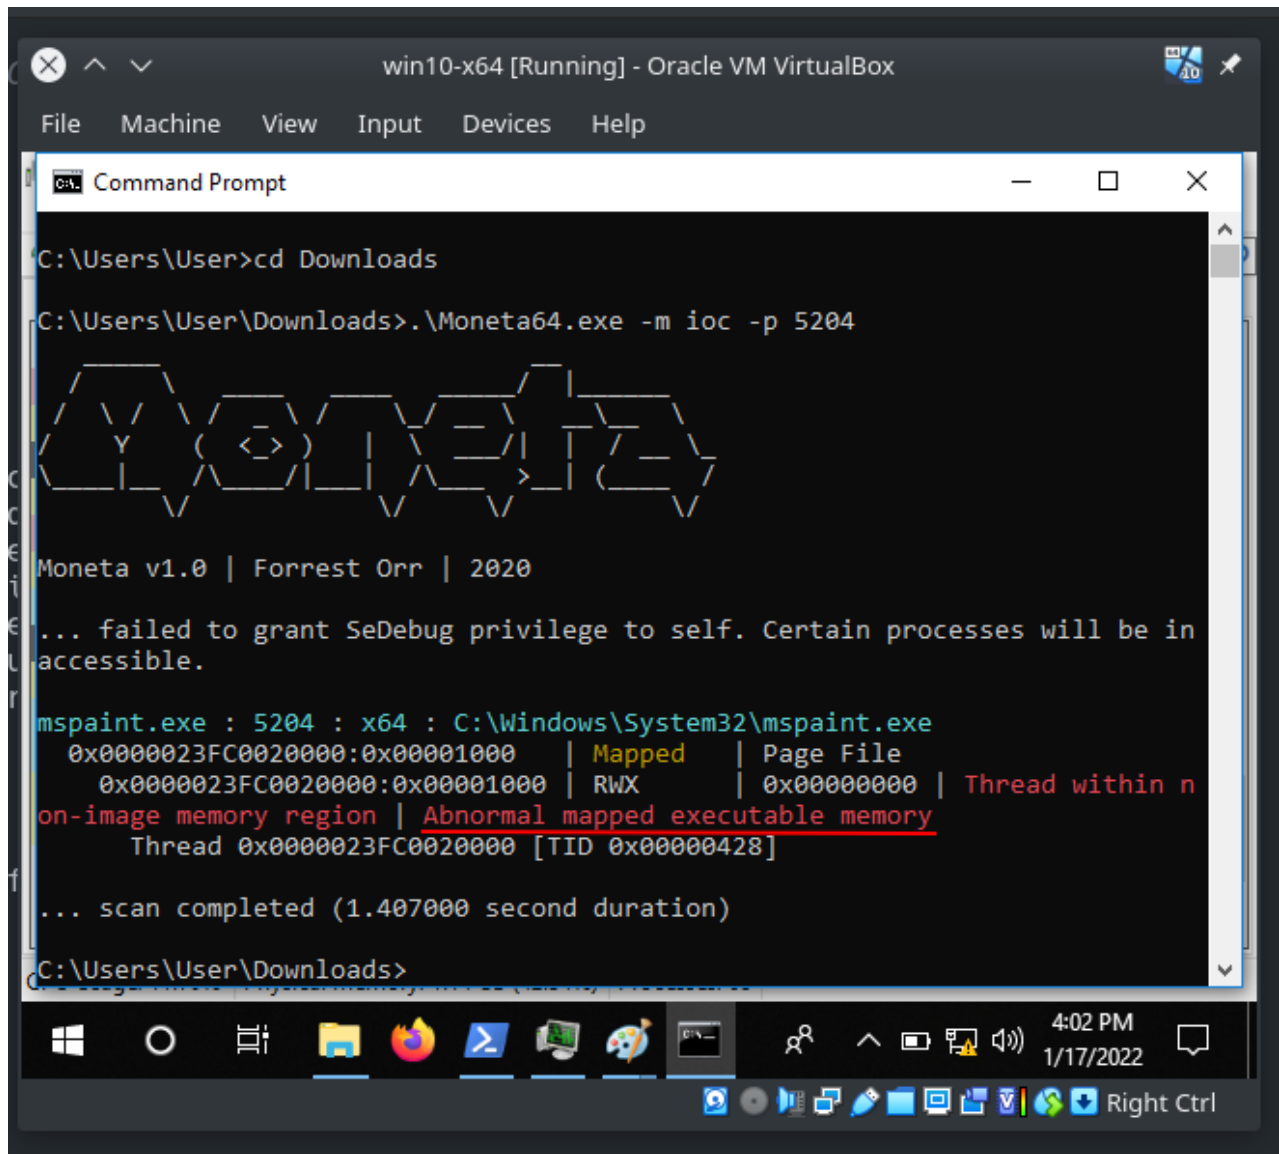 win10-x64 [Running] - Oracle VM VirtualBox
File Machine View Input Devices Help
Command Prompt
C:\Users\User>cd Downloads
C:\Users\User\Downloads>.\Moneta64.exe -m ioc -p 5204
Moneta
Moneta v1.0 | Forrest Orr | 2020
... failed to grant SeDebug privilege to self. Certain processes will be in
accessible.
mspaint.exe : 5204 : x64 : C:\Windows\System32\mspaint.exe
0x0000023FC0020000:0x00001000 | Mapped | Page File
0x0000023FC0020000:0x00001000 | RWX | 0x00000000 | Thread within n
on-image memory region | Abnormal mapped executable memory
Thread 0x0000023FC0020000 [TID 0x00000428]
... scan completed (1.407000 second duration)
C:\Users\User\Downloads>
4:02 PM
1/17/2022
Right Ctrl